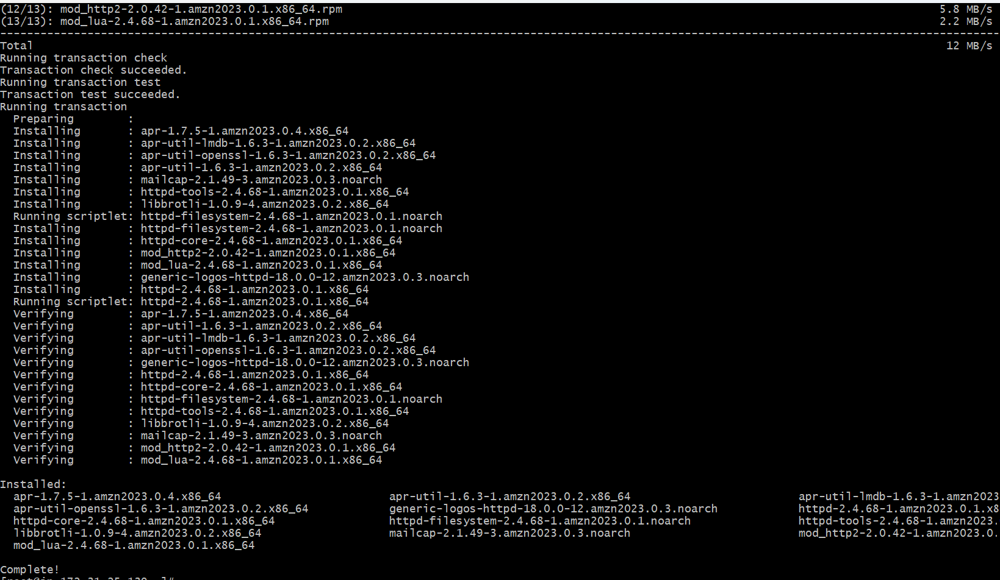 (12/13): mod_http2-2.0.42-1.amzn2023.0.1.x86_64.rpm 5.8 MB/s
(13/13): mod_lua-2.4.68-1.amzn2023.0.1.x86_64.rpm 2.2 MB/s
-----------------------------------------------------------------------------------------------------------------------------------------------------
Total 12 MB/s
Running transaction check
Transaction check succeeded.
Running transaction test
Transaction test succeeded.
Running transaction
  Preparing        :
  Installing       : apr-1.7.5-1.amzn2023.0.4.x86_64
  Installing       : apr-util-lmdb-1.6.3-1.amzn2023.0.2.x86_64
  Installing       : apr-util-openssl-1.6.3-1.amzn2023.0.2.x86_64
  Installing       : apr-util-1.6.3-1.amzn2023.0.2.x86_64
  Installing       : mailcap-2.1.49-3.amzn2023.0.3.noarch
  Installing       : httpd-tools-2.4.68-1.amzn2023.0.1.x86_64
  Installing       : libbrotli-1.0.9-4.amzn2023.0.2.x86_64
  Running scriptlet: httpd-filesystem-2.4.68-1.amzn2023.0.1.noarch
  Installing       : httpd-filesystem-2.4.68-1.amzn2023.0.1.noarch
  Installing       : httpd-core-2.4.68-1.amzn2023.0.1.x86_64
  Installing       : mod_http2-2.0.42-1.amzn2023.0.1.x86_64
  Installing       : mod_lua-2.4.68-1.amzn2023.0.1.x86_64
  Installing       : generic-logos-httpd-18.0.0-12.amzn2023.0.3.noarch
  Installing       : httpd-2.4.68-1.amzn2023.0.1.x86_64
  Running scriptlet: httpd-2.4.68-1.amzn2023.0.1.x86_64
  Verifying        : apr-1.7.5-1.amzn2023.0.4.x86_64
  Verifying        : apr-util-1.6.3-1.amzn2023.0.2.x86_64
  Verifying        : apr-util-lmdb-1.6.3-1.amzn2023.0.2.x86_64
  Verifying        : apr-util-openssl-1.6.3-1.amzn2023.0.2.x86_64
  Verifying        : generic-logos-httpd-18.0.0-12.amzn2023.0.3.noarch
  Verifying        : httpd-2.4.68-1.amzn2023.0.1.x86_64
  Verifying        : httpd-core-2.4.68-1.amzn2023.0.1.x86_64
  Verifying        : httpd-filesystem-2.4.68-1.amzn2023.0.1.noarch
  Verifying        : httpd-tools-2.4.68-1.amzn2023.0.1.x86_64
  Verifying        : libbrotli-1.0.9-4.amzn2023.0.2.x86_64
  Verifying        : mailcap-2.1.49-3.amzn2023.0.3.noarch
  Verifying        : mod_http2-2.0.42-1.amzn2023.0.1.x86_64
  Verifying        : mod_lua-2.4.68-1.amzn2023.0.1.x86_64
Installed:
  apr-1.7.5-1.amzn2023.0.4.x86_64 apr-util-1.6.3-1.amzn2023.0.2.x86_64 apr-util-lmdb-1.6.3-1.amzn2023
  apr-util-openssl-1.6.3-1.amzn2023.0.2.x86_64 generic-logos-httpd-18.0.0-12.amzn2023.0.3.noarch httpd-2.4.68-1.amzn2023.0.1.x8
  httpd-core-2.4.68-1.amzn2023.0.1.x86_64 httpd-filesystem-2.4.68-1.amzn2023.0.1.noarch httpd-tools-2.4.68-1.amzn2023.
  libbrotli-1.0.9-4.amzn2023.0.2.x86_64 mailcap-2.1.49-3.amzn2023.0.3.noarch mod_http2-2.0.42-1.amzn2023.0.
  mod_lua-2.4.68-1.amzn2023.0.1.x86_64
Complete!